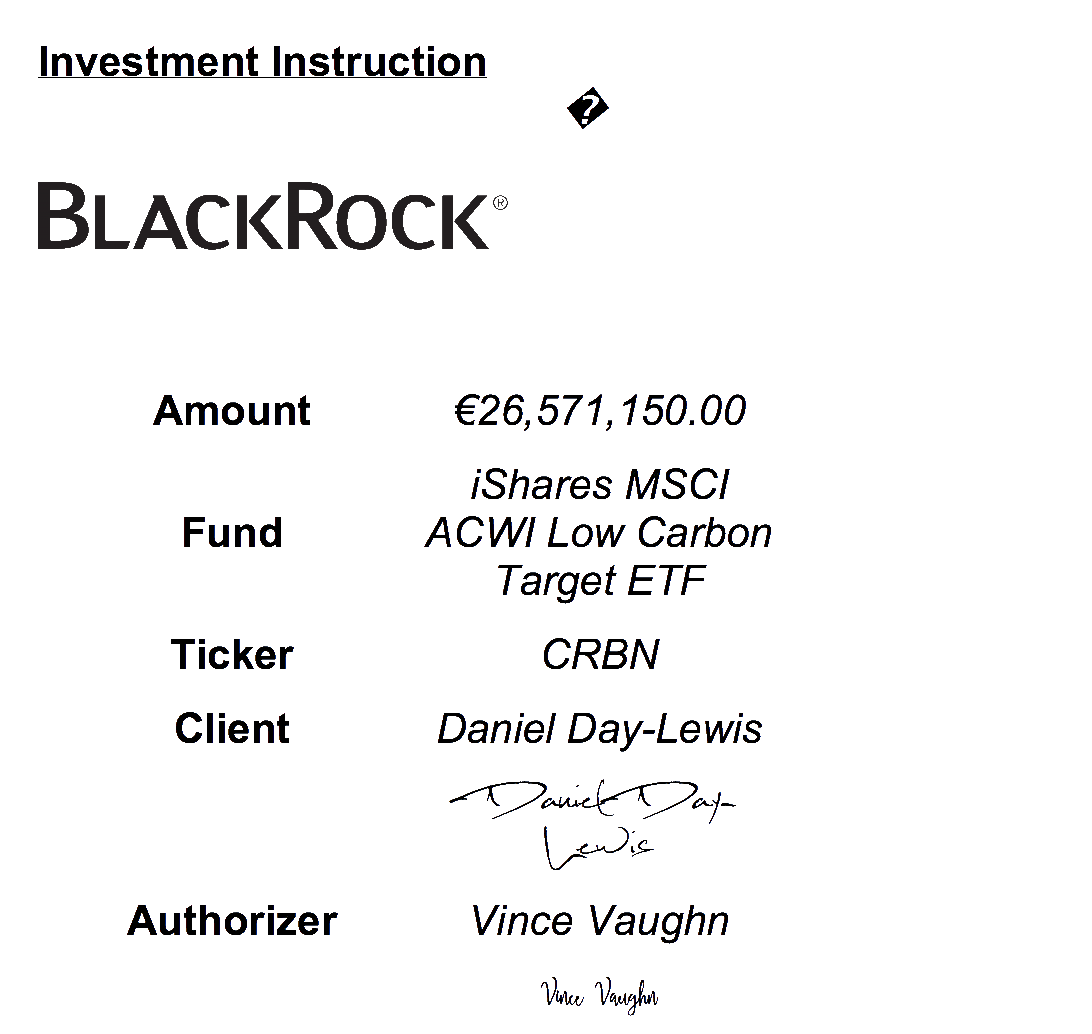 Investment Instruction
�
BLACKROCK®
Amount €26,571,150.00
iShares MSCI
Fund ACWI Low Carbon
Target ETF
Ticker CRBN
Client Daniel Day-Lewis
Daniel Day-
Lewis
Authorizer Vince Vaughn
Vince Vaughn